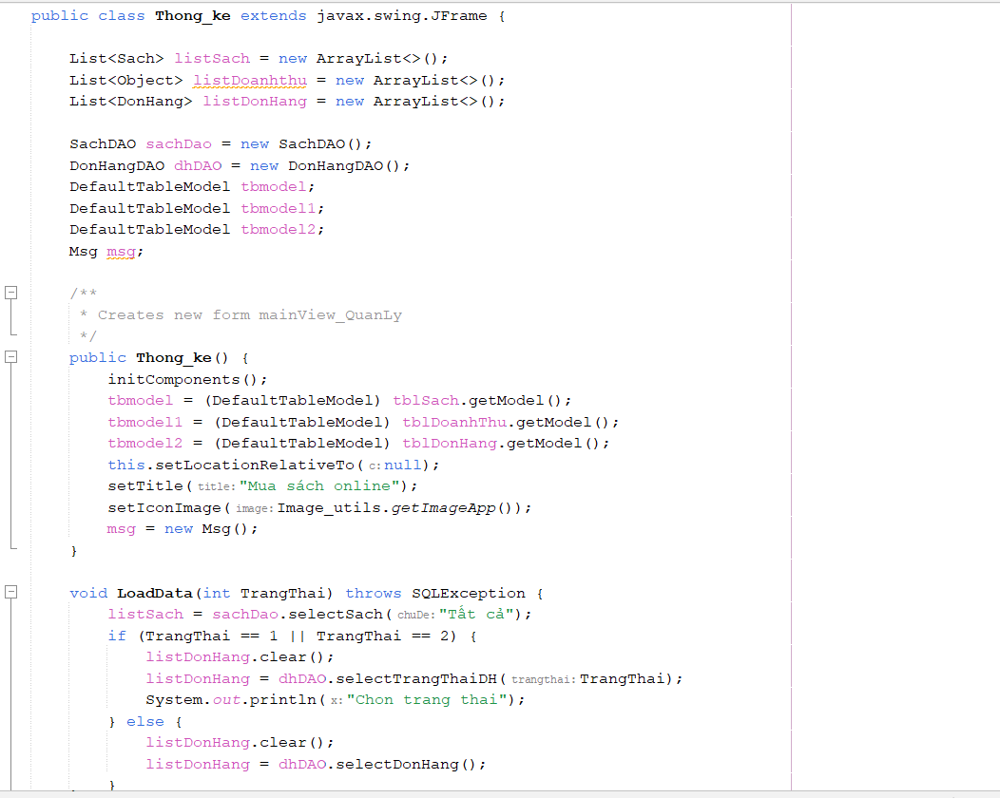 public class Thong_ke extends javax.swing.JFrame {
List<Sach> listSach = new ArrayList<>();
List<Object> listDoanhthu = new ArrayList<>();
List<DonHang> listDonHang = new ArrayList<>();
SachDAO sachDao = new SachDAO();
DonHangDAO dhDAO = new DonHangDAO();
DefaultTableModel tbmodel;
DefaultTableModel tbmodel1;
DefaultTableModel tbmodel2;
Msg msg;
/**
* Creates new form mainView_QuanLy
*/
public Thong_ke() {
initComponents();
tbmodel = (DefaultTableModel) tblSach.getModel();
tbmodel1 = (DefaultTableModel) tblDoanhThu.getModel();
tbmodel2 = (DefaultTableModel) tblDonHang.getModel();
this.setLocationRelativeTo( c: null);
setTitle( title: "Mua sách online");
setIconImage( image: Image_utils.getImageApp());
msg = new Msg();
}
void LoadData(int TrangThai) throws SQLException {
listSach = sachDao.selectSach( chuDe: "Tất cả");
if (TrangThai == 1 || TrangThai == 2) {
listDonHang.clear();
listDonHang = dhDAO.selectTrangThaiDH( trangthai: TrangThai);
System.out.println( x: "Chon trang thai");
} else {
listDonHang.clear();
listDonHang = dhDAO.selectDonHang();
}